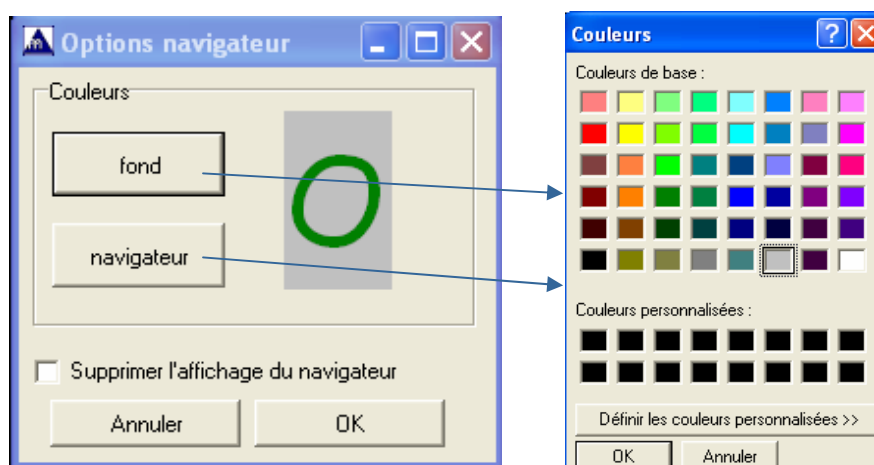 Options navigateur
Couleurs
fond
navigateur
Supprimer l'affichage du navigateur
Annuler
OK
Couleurs
Couleurs de base :
Couleurs personnalisées :
Définir les couleurs personnalisées >>
OK
Annuler